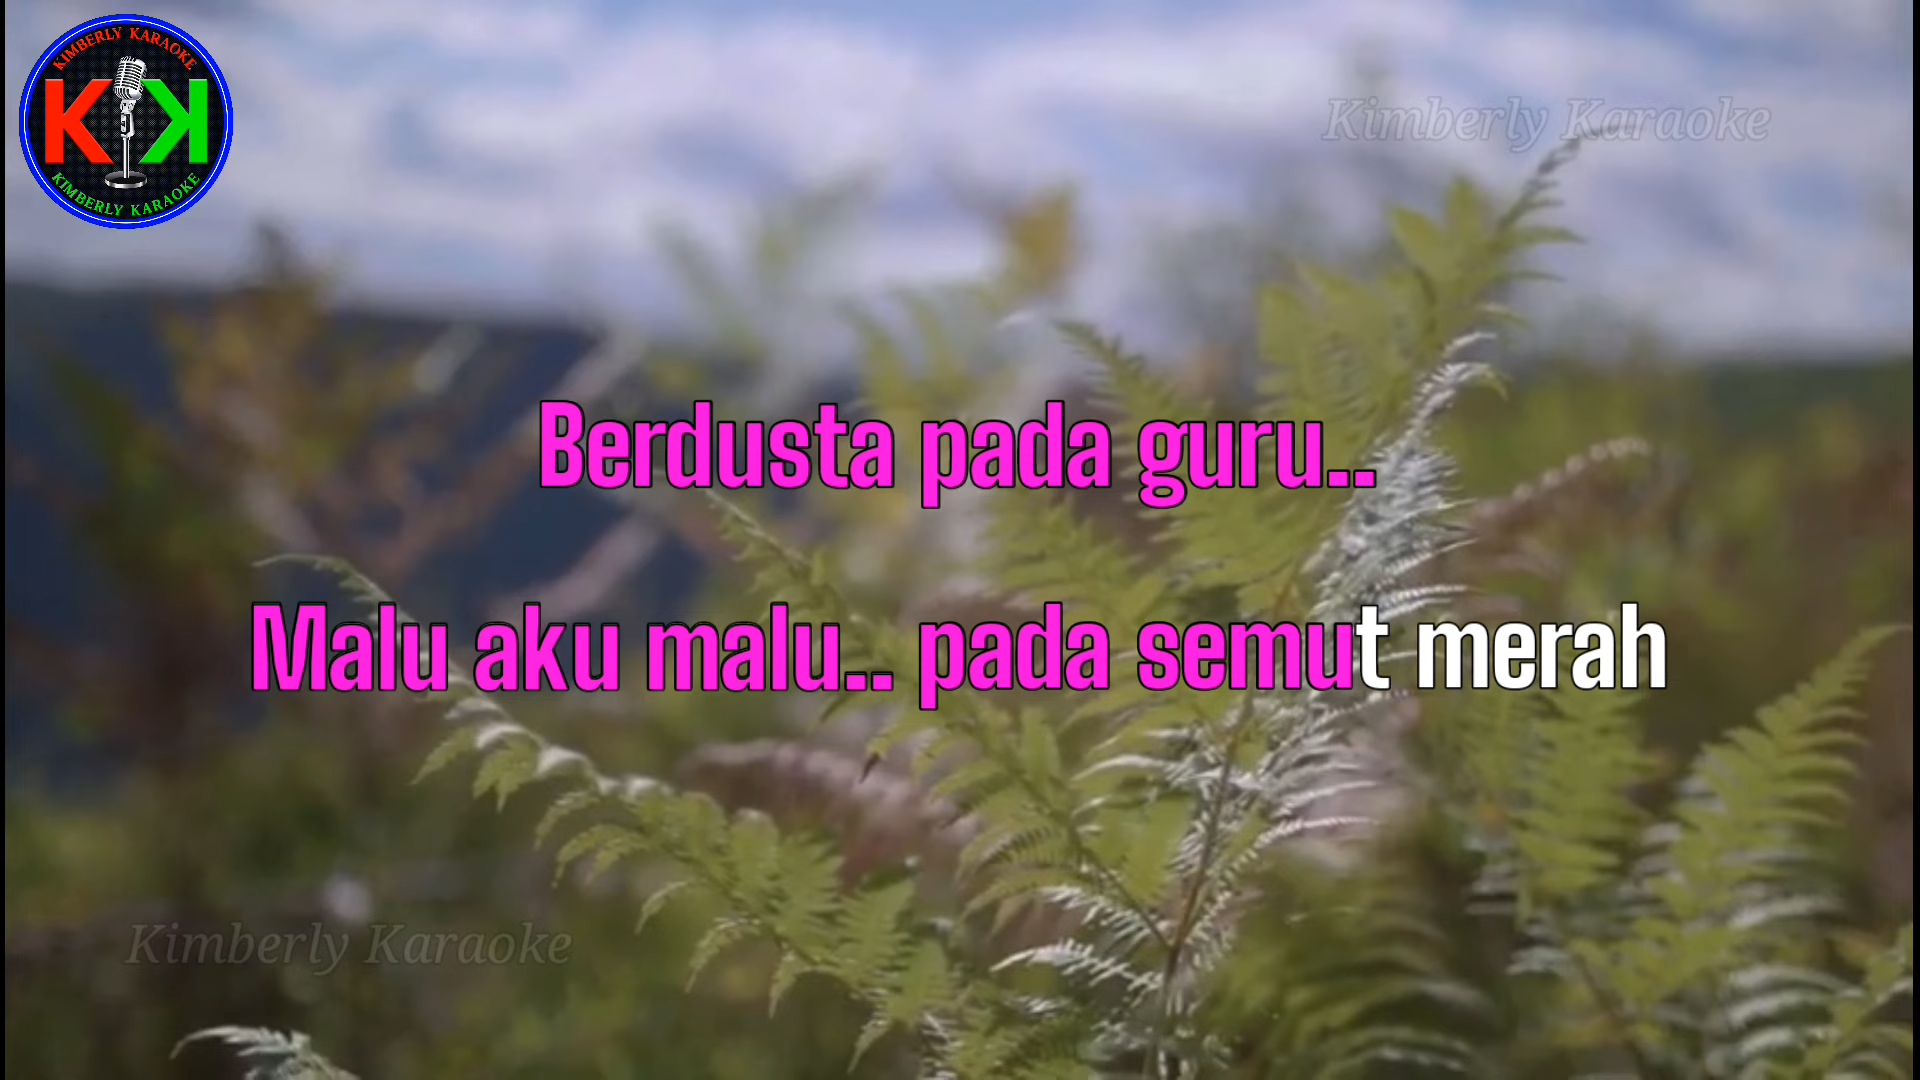 KIMBERLY KARAOKE
KK
KIMBERLY KARAOKE
Kimberly Karaoke
Berdusta pada guru..
Malu aku malu.. pada semut merah
Kimberly Karaoke